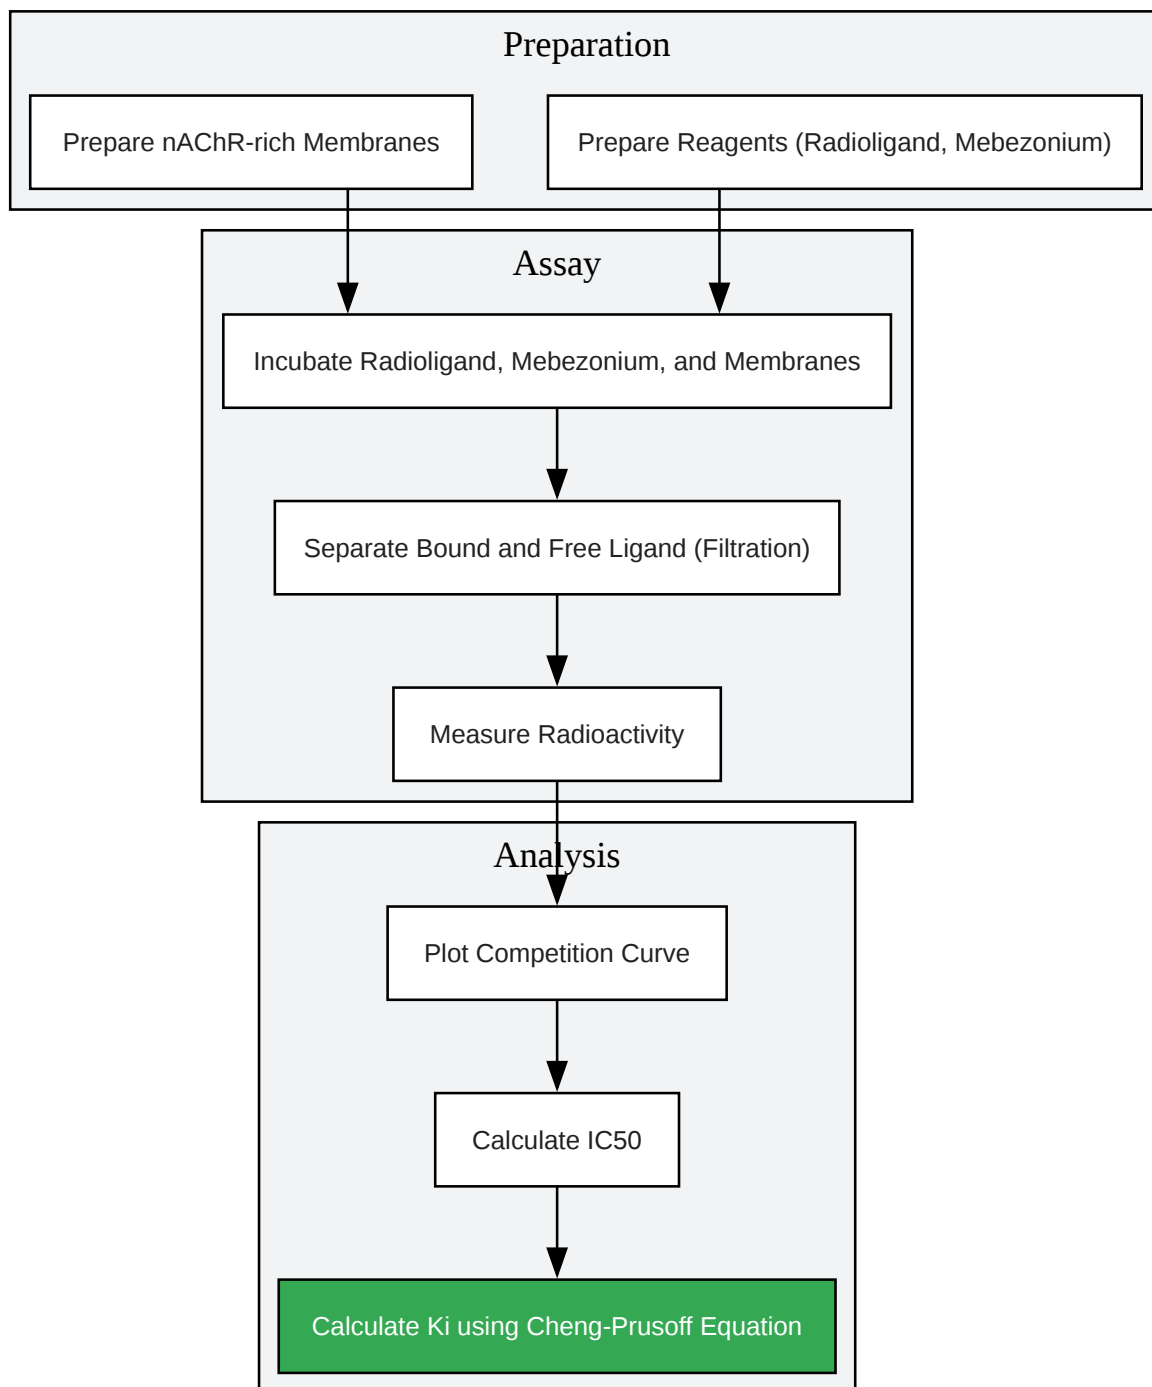 Preparation
Prepare nAChR-rich Membranes
Prepare Reagents (Radioligand, Mebezonium)
Assay
Incubate Radioligand, Mebezonium, and Membranes
Separate Bound and Free Ligand (Filtration)
Measure Radioactivity
Analysis
Plot Competition Curve
Calculate IC50
Calculate Ki using Cheng-Prusoff Equation